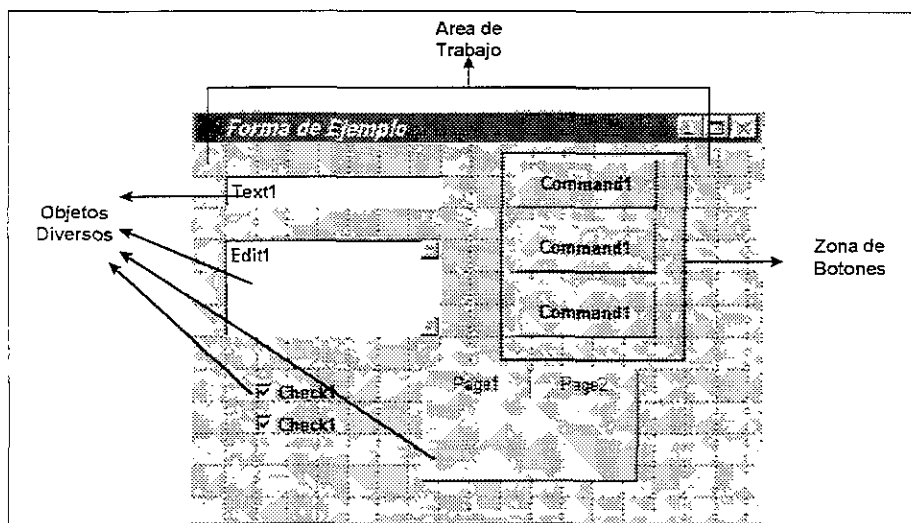 Area de
Trabajo
Forma de Ejemplo
Text1
Command1
Objetos
Diversos
Edit1
Command1
Zona de
Botones
Command1
Page1
Page2
Check1
Check1